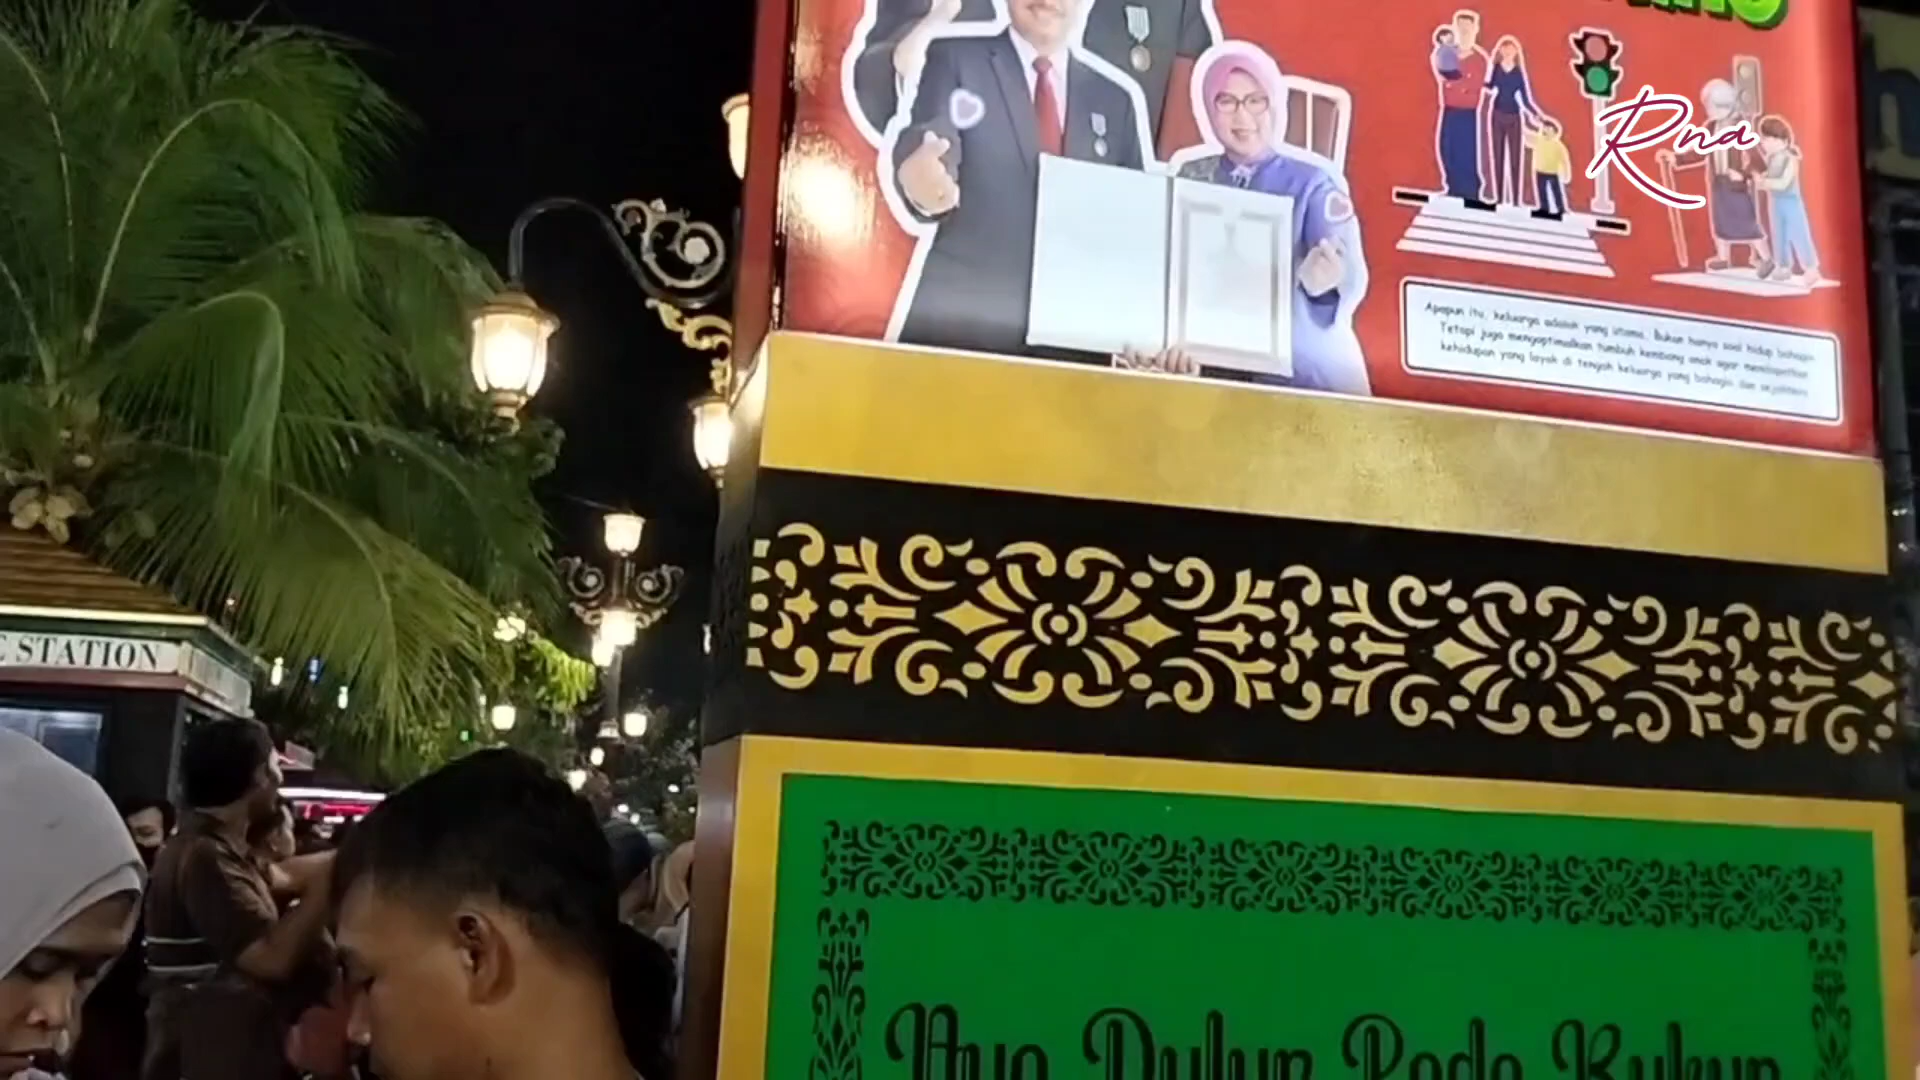 Rna
Apapun itu, keluarga adalah yang utama. Bukan hanya soal hidup bahagia
Tetapi juga mengoptimalkan tumbuh kembang anak agar mendapatkan
kehidupan yang layak di tengah keluarga yang bahagia dan sejahtera
STATION
Ayo Dulur Podo Kukur